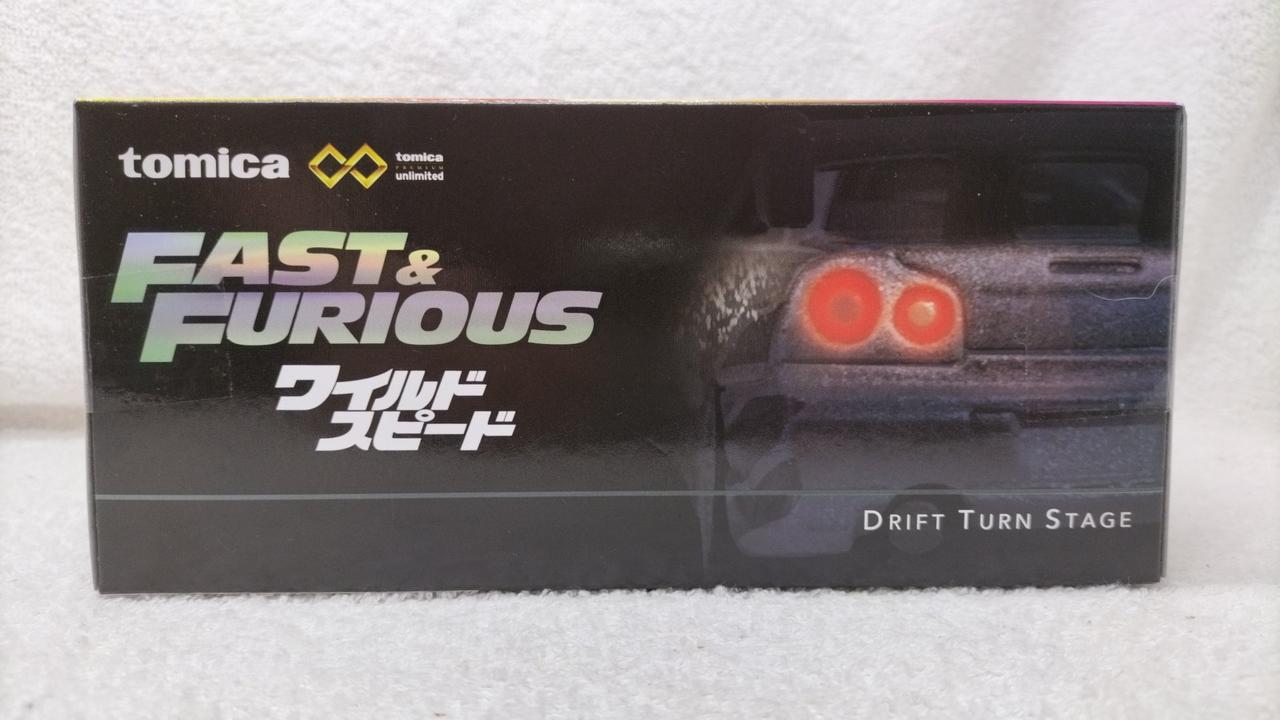 tomica
tomica
PREMIUM
unlimited
FAST &
FURIOUS
ワイルド
スピード
DRIFT TURN STAGE